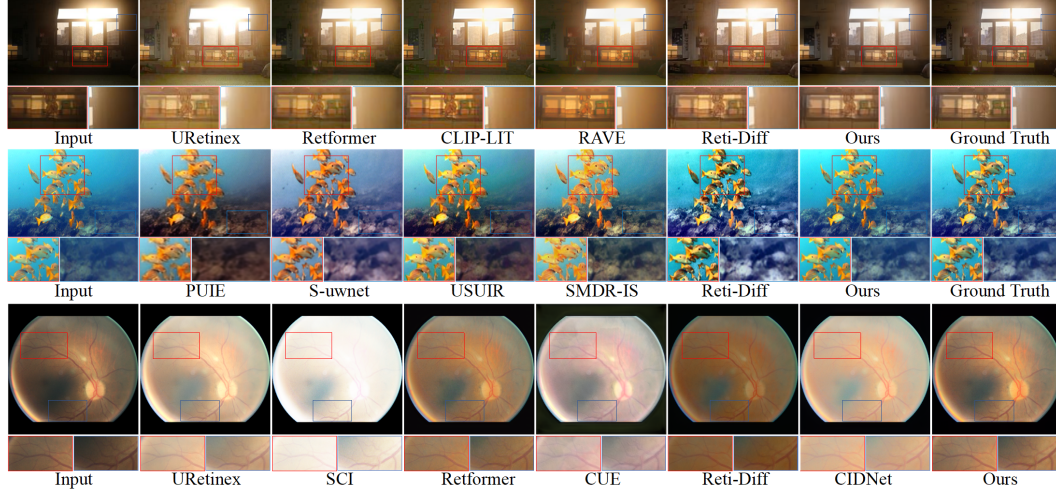 Input URetinex Retformer CLIP-LIT RAVE Reti-Diff Ours Ground Truth
Input PUIE S-uwnet USUIR SMDR-IS Reti-Diff Ours Ground Truth
Input URetinex SCI Retformer CUE Reti-Diff CIDNet Ours